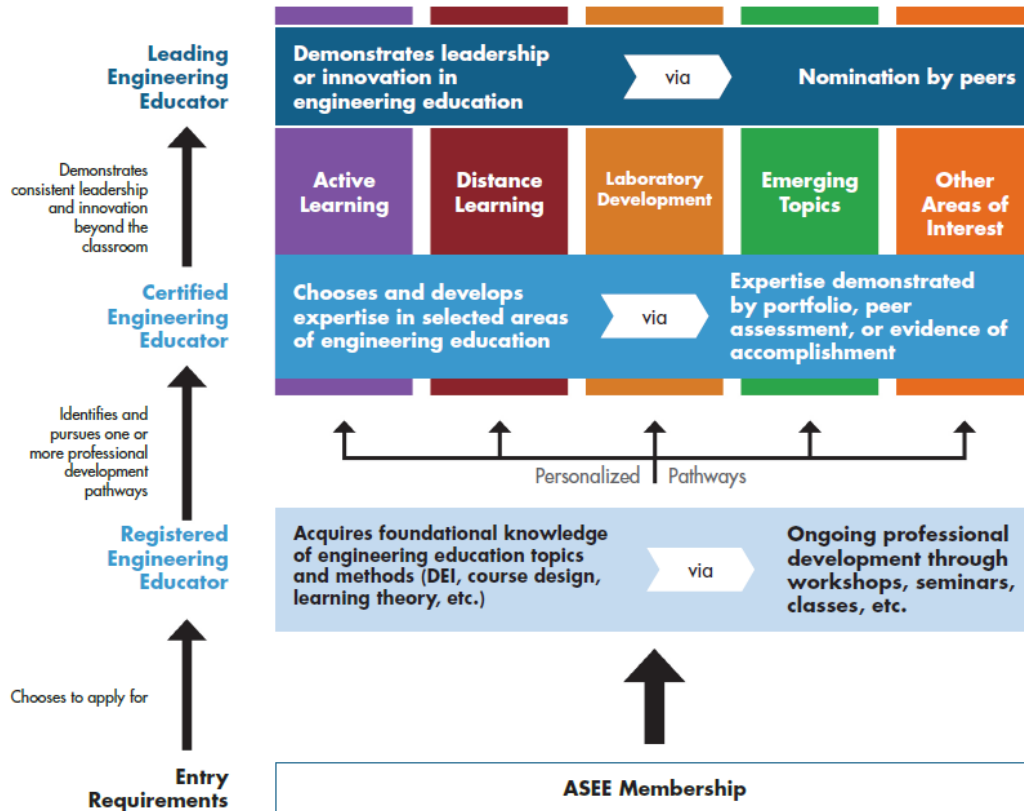 Leading
Engineering
Educator
Demonstrates leadership
or innovation in
engineering education
via
Nomination by peers
Demonstrates
consistent leadership
and innovation
beyond the
classroom
Active
Learning
Distance
Learning
Laboratory
Development
Emerging
Topics
Other
Areas of
Interest
Certified
Engineering
Educator
Chooses and develops
expertise in selected areas
of engineering education
via
Expertise demonstrated
by portfolio, peer
assessment, or evidence of
accomplishment
Identifies and
pursues one or
more professional
development
pathways
Personalized Pathways
Registered
Engineering
Educator
Acquires foundational knowledge
of engineering education topics
and methods (DEI, course design,
learning theory, etc.)
via
Ongoing professional
development through
workshops, seminars,
classes, etc.
Chooses to apply for
Entry
Requirements
ASEE Membership